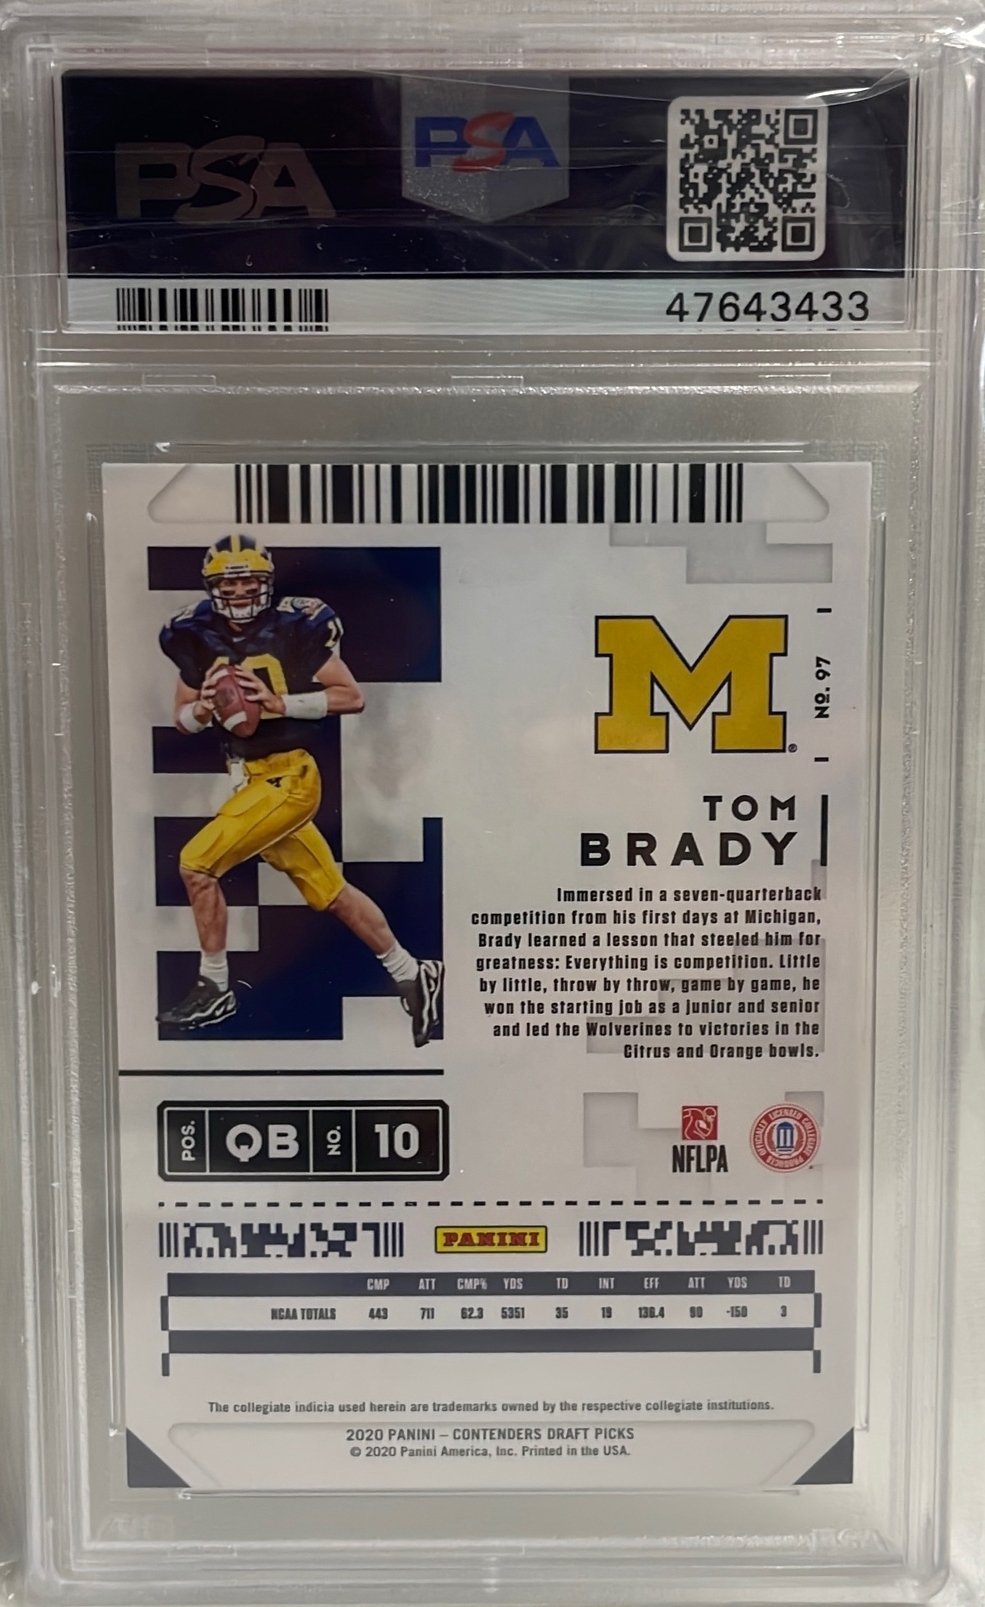 PSA
PSA
47643433
No. 97
TOM
BRADY
Immersed in a seven-quarterback
competition from his first days at Michigan,
Brady learned a lesson that steeled him for
greatness: Everything is competition. Little
by little, throw by throw, game by game, he
won the starting job as a junior and senior
and led the Wolverines to victories in the
Citrus and Orange bowls.
M®
10
POS. QB NO. 10
NFLPA
OFFICIALLY LICENSED COLLEGIATE PRODUCTS
PANINI
CMP ATT CMP% YDS TD INT EFF ATT YDS TD
NCAA TOTALS 443 711 62.3 5351 35 19 136.4 90 -150 3
The collegiate indicia used herein are trademarks owned by the respective collegiate institutions.
2020 PANINI – CONTENDERS DRAFT PICKS
© 2020 Panini America, Inc. Printed in the USA.